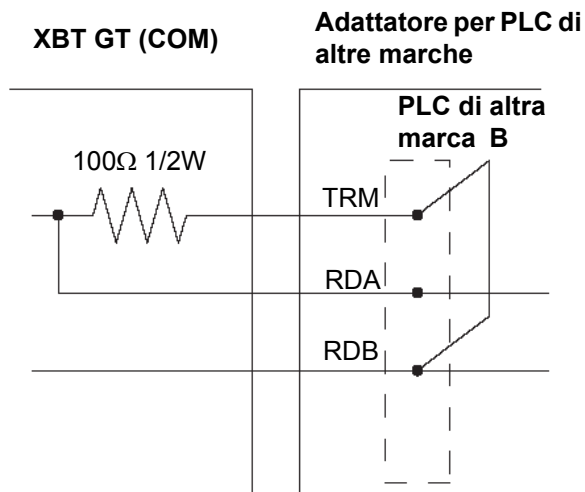 XBT GT (COM)
Adattatore per PLC di
altre marche
PLC di altra
marca B
100Ω 1/2W
TRM
RDA
RDB